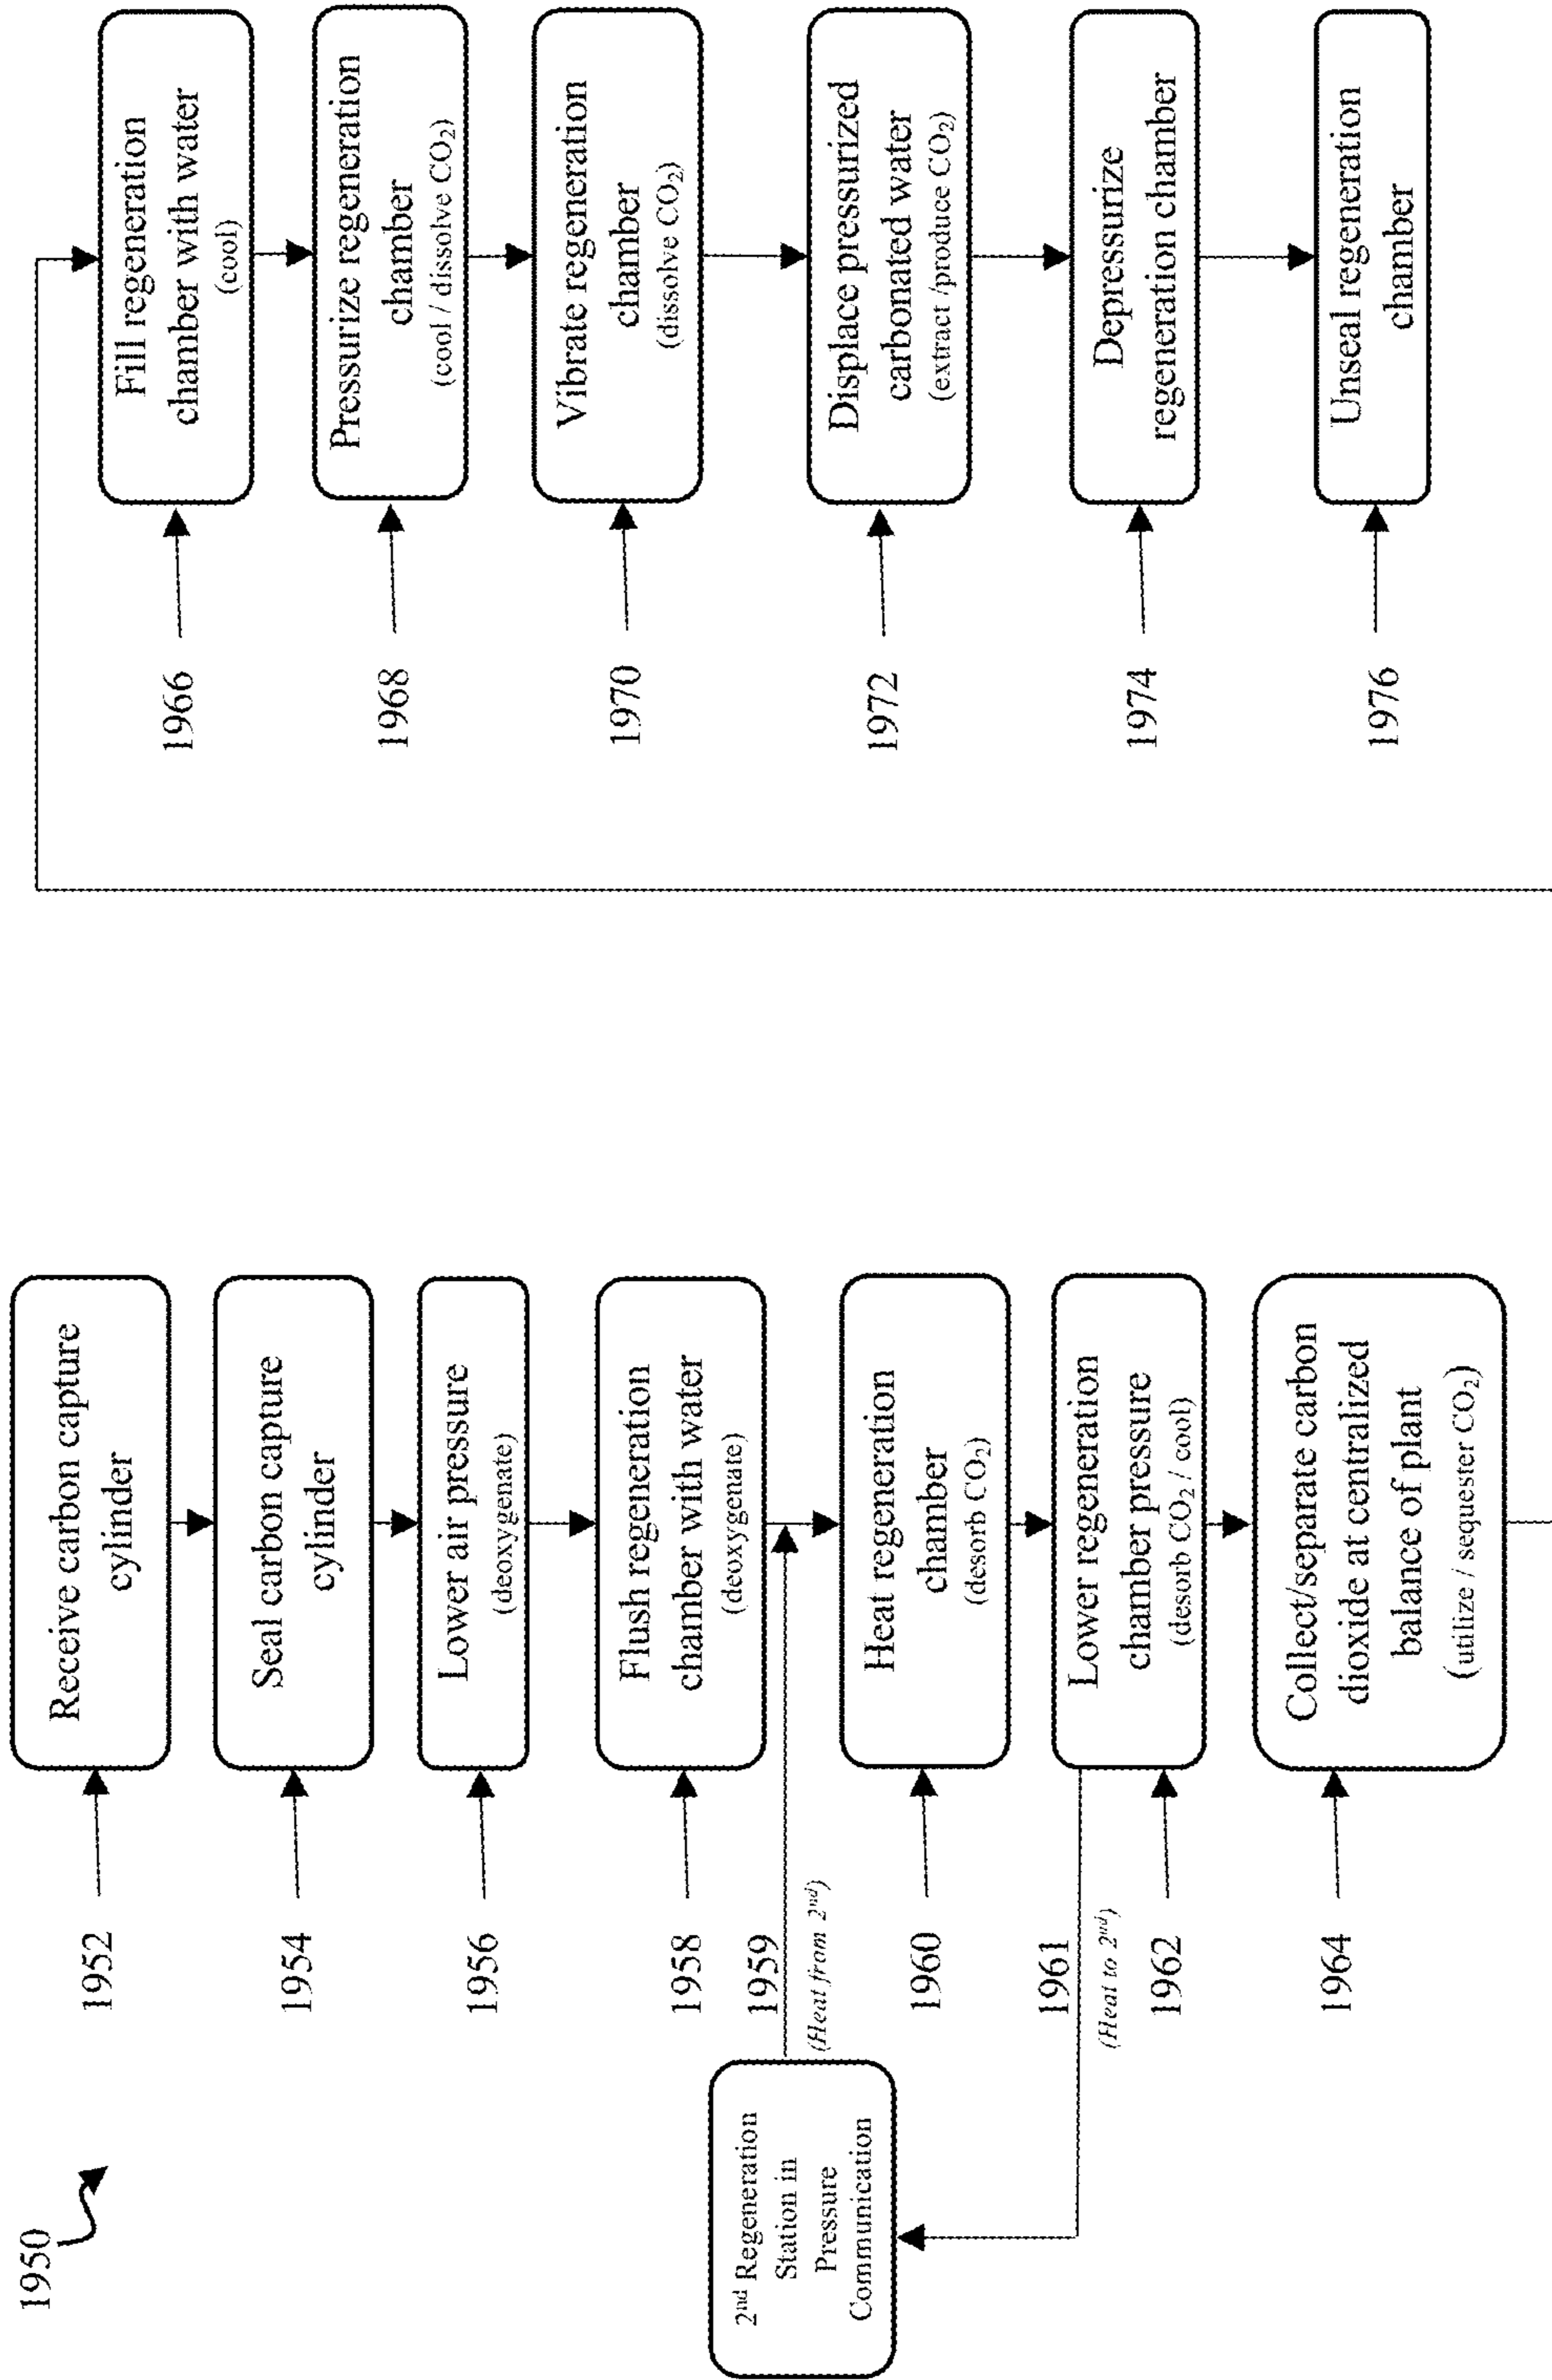 1950
1952
Receive carbon capture
cylinder
1954
Seal carbon capture
cylinder
1956
Lower air pressure
(deoxygenate)
1958
Flush regeneration
chamber with water
(deoxygenate)
1959
(Heat from 2nd)
2nd Regeneration
Station in
Pressure
Communication
1960
Heat regeneration
chamber
(desorb CO₂)
1961
(Heat to 2nd)
1962
Lower regeneration
chamber pressure
(desorb CO₂ / cool)
1964
Collect/separate carbon
dioxide at centralized
balance of plant
(utilize / sequester CO₂)
1966
Fill regeneration
chamber with water
(cool)
1968
Pressurize regeneration
chamber
(cool / dissolve CO₂)
1970
Vibrate regeneration
chamber
(dissolve CO₂)
1972
Displace pressurized
carbonated water
(extract /produce CO₂)
1974
Depressurize
regeneration chamber
1976
Unseal regeneration
chamber